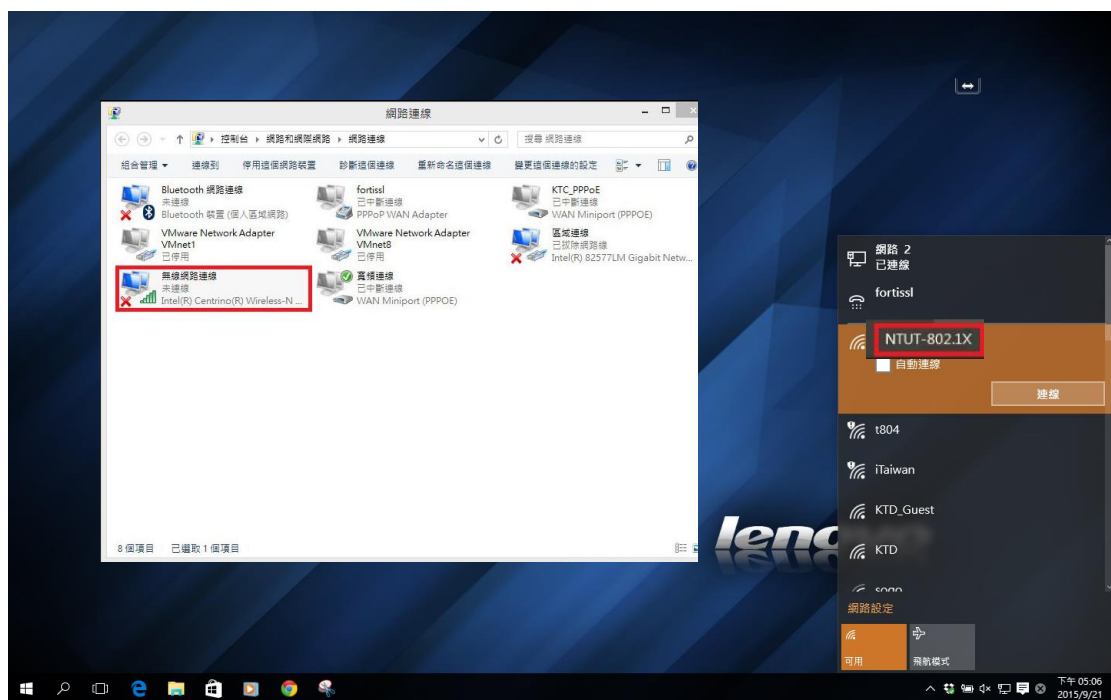 網路連線
控制台 網路和網際網路 網路連線
搜尋 網路連線
組合管理 連線到 停用這個網路裝置 診斷這個連線 重新命名這個連線 變更這個連線的設定
Bluetooth 網路連線
未連線
Bluetooth 裝置 (個人區域網路)
fortissl
已中斷連線
PPPoP WAN Adapter
KTC_PPPoE
已中斷連線
WAN Miniport (PPPOE)
VMware Network Adapter
VMnet1
已停用
VMware Network Adapter
VMnet8
已停用
區域連線
已拔除網路線
Intel(R) 82577LM Gigabit Netw...
無線網路連線
未連線
Intel(R) Centrino(R) Wireless-N ...
寬頻連線
已中斷連線
WAN Miniport (PPPOE)
8 個項目 已選取 1 個項目
網路 2
已連線
fortissl
NTUT-802.1X
自動連線
連線
t804
iTaiwan
KTD_Guest
KTD
網路設定
可用
飛航模式
下午 05:06
2015/9/21